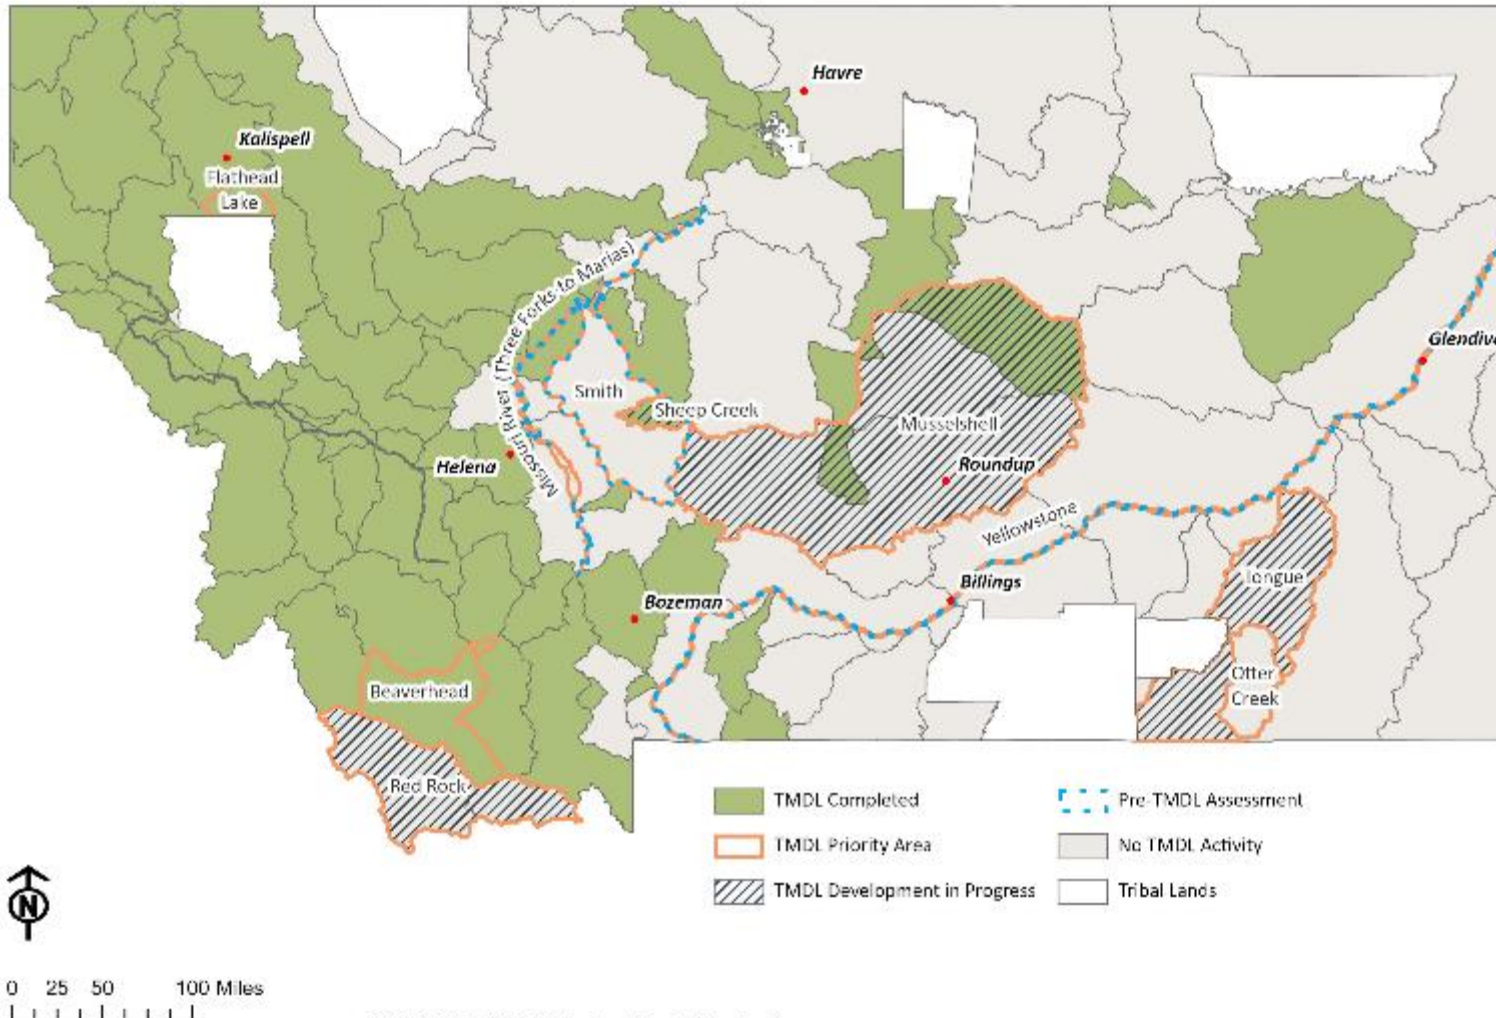 Havre
Kalispell
Flathead
Lake
Missouri River (Three Forks to Marias)
Glendive
Smith
Sheep Creek
Musselshell
Helena
Roundup
Yellowstone
Billings
Tongue
Bozeman
Otter
Creek
Beaverhead
Red Rock
TMDL Completed
Pre-TMDL Assessment
TMDL Priority Area
No TMDL Activity
TMDL Development in Progress
Tribal Lands
N
0 25 50 100 Miles